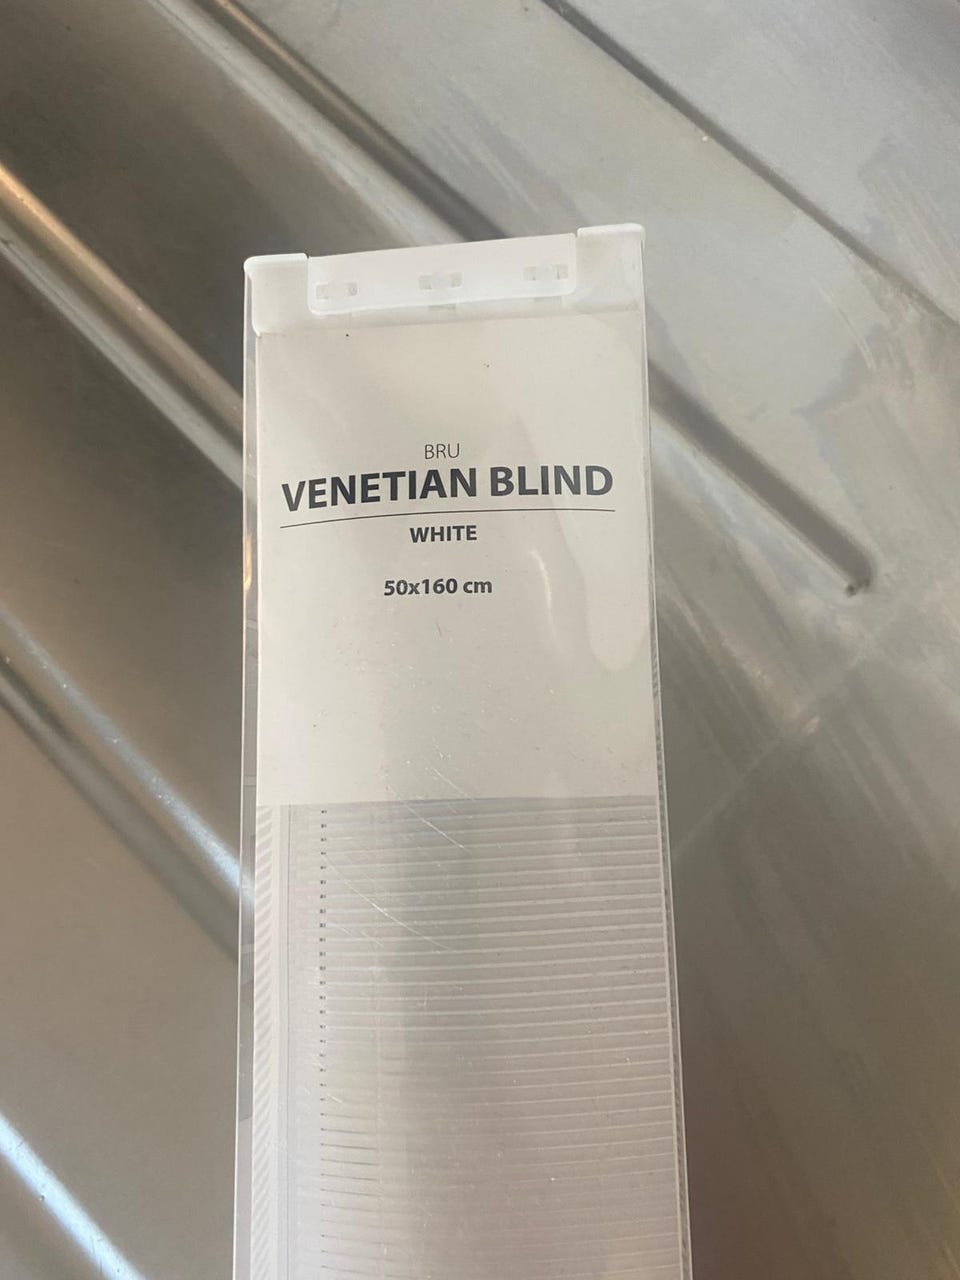 BRU
VENETIAN BLIND
WHITE
50x160 cm